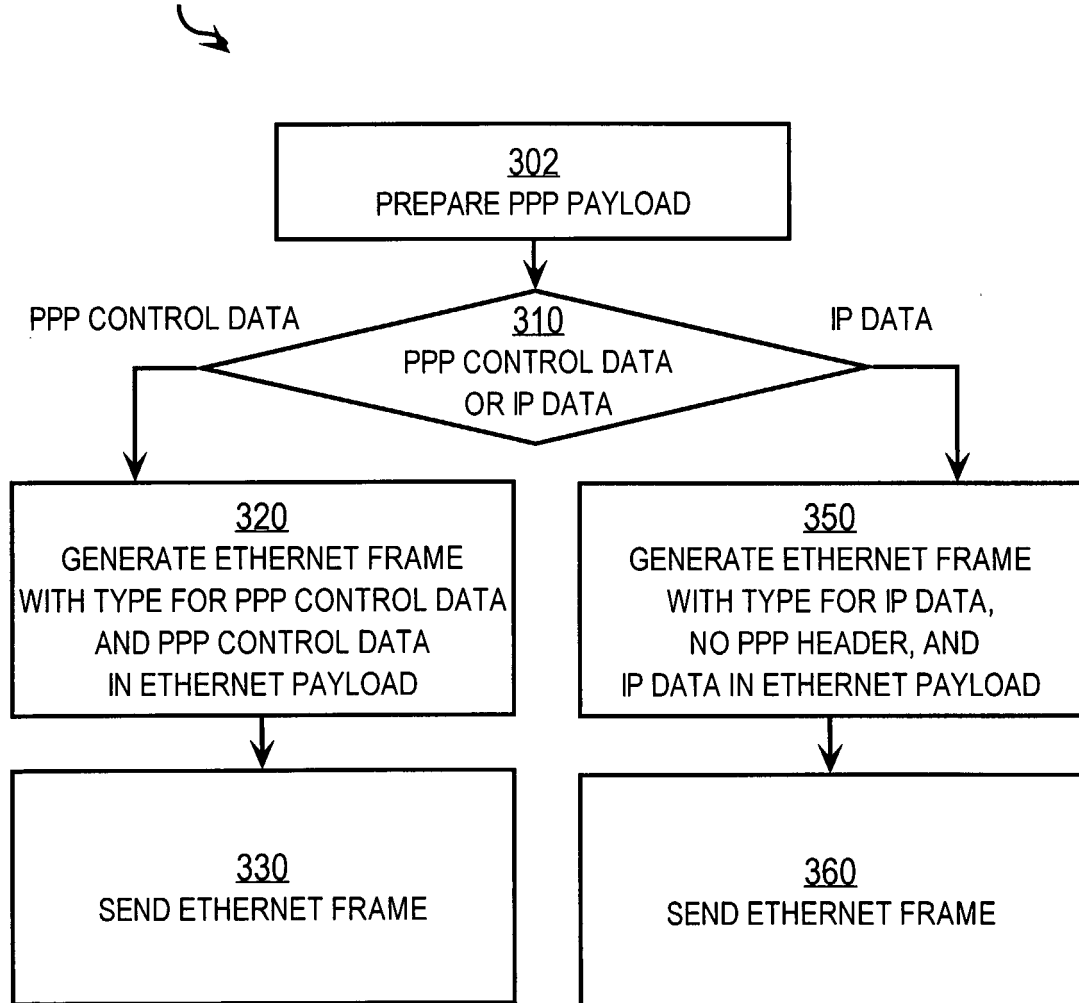 302
PREPARE PPP PAYLOAD
PPP CONTROL DATA
310
PPP CONTROL DATA
OR IP DATA
IP DATA
320
GENERATE ETHERNET FRAME
WITH TYPE FOR PPP CONTROL DATA
AND PPP CONTROL DATA
IN ETHERNET PAYLOAD
350
GENERATE ETHERNET FRAME
WITH TYPE FOR IP DATA,
NO PPP HEADER, AND
IP DATA IN ETHERNET PAYLOAD
330
SEND ETHERNET FRAME
360
SEND ETHERNET FRAME